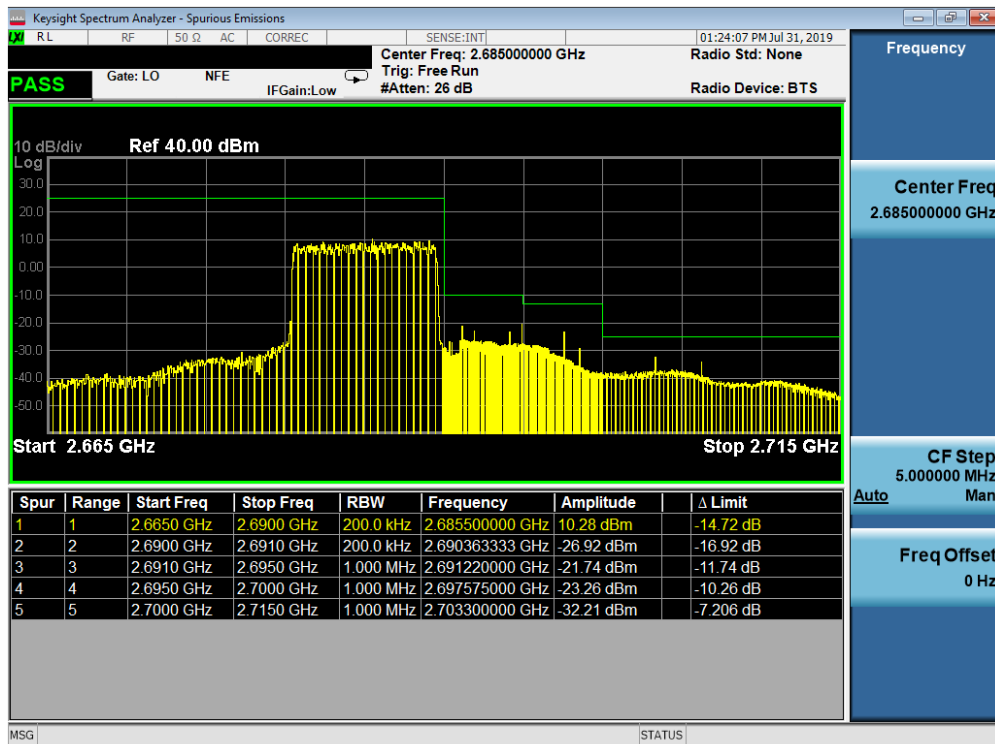 Keysight Spectrum Analyzer - Spurious Emissions
LXI RL RF 50 Ω AC CORREC SENSE:INT 01:24:07 PM Jul 31, 2019
Center Freq: 2.685000000 GHz Radio Std: None
PASS Gate: LO NFE Trig: Free Run
IFGain:Low #Atten: 26 dB Radio Device: BTS
10 dB/div Ref 40.00 dBm
Log
30.0
20.0
10.0
0.00
-10.0
-20.0
-30.0
-40.0
-50.0
Start 2.665 GHz Stop 2.715 GHz
Spur Range Start Freq Stop Freq RBW Frequency Amplitude Δ Limit
1 1 2.6650 GHz 2.6900 GHz 200.0 kHz 2.685500000 GHz 10.28 dBm -14.72 dB
2 2 2.6900 GHz 2.6910 GHz 200.0 kHz 2.690363333 GHz -26.92 dBm -16.92 dB
3 3 2.6910 GHz 2.6950 GHz 1.000 MHz 2.691220000 GHz -21.74 dBm -11.74 dB
4 4 2.6950 GHz 2.7000 GHz 1.000 MHz 2.697575000 GHz -23.26 dBm -10.26 dB
5 5 2.7000 GHz 2.7150 GHz 1.000 MHz 2.703300000 GHz -32.21 dBm -7.206 dB
MSG STATUS
Frequency
Center Freq
2.685000000 GHz
CF Step
5.000000 MHz
Auto Man
Freq Offset
0 Hz